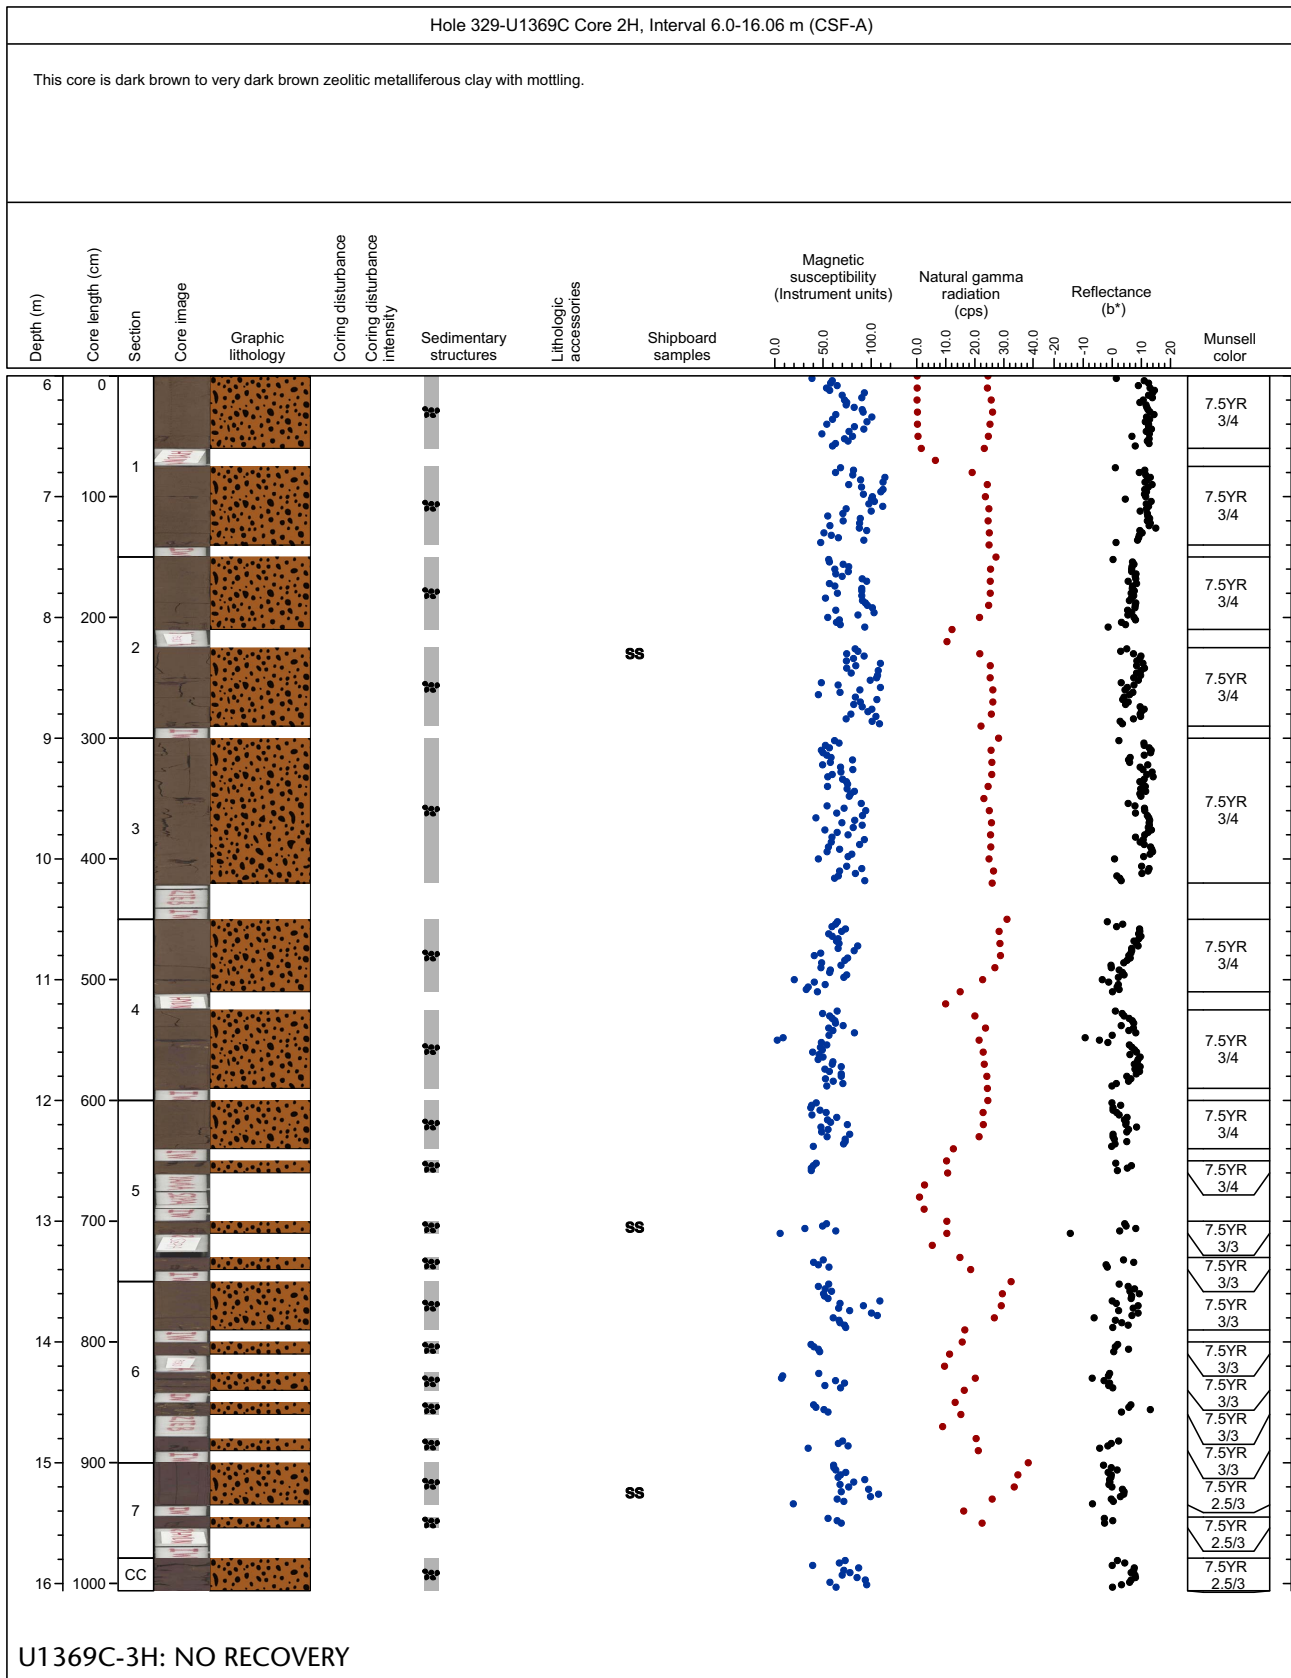 Hole 329-U1369C Core 2H, Interval 6.0-16.06 m (CSF-A)
This core is dark brown to very dark brown zeolitic metalliferous clay with mottling.
Depth (m)
Core length (cm)
Section
Core image
Graphic
lithology
Coring disturbance
Coring disturbance
intensity
Sedimentary
structures
Lithologic
accessories
Shipboard
samples
Magnetic
susceptibility
(Instrument units)
0.0 50.0 100.0
Natural gamma
radiation
(cps)
0.0 10.0 20.0 30.0 40.0
Reflectance
(b*)
-20 -10 0 10 20
Munsell
color
6 0
7 100
8 200
9 300
10 400
11 500
12 600
13 700
14 800
15 900
16 1000
1
2
3
4
5
6
7
CC
SS
SS
SS
7.5YR
3/4
7.5YR
3/4
7.5YR
3/4
7.5YR
3/4
7.5YR
3/4
7.5YR
3/4
7.5YR
3/4
7.5YR
3/4
7.5YR
3/4
7.5YR
3/3
7.5YR
3/3
7.5YR
3/3
7.5YR
3/3
7.5YR
3/3
7.5YR
3/3
7.5YR
3/3
7.5YR
2.5/3
7.5YR
2.5/3
7.5YR
2.5/3
U1369C-3H: NO RECOVERY